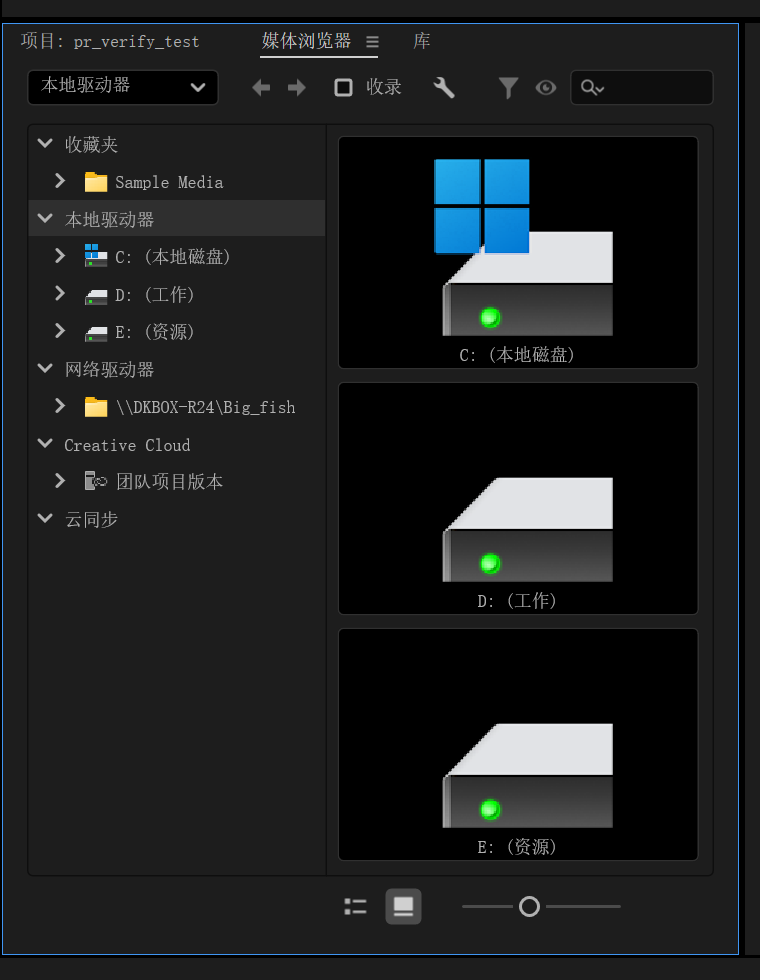 项目: pr_verify_test
媒体浏览器
库
本地驱动器
收录
收藏夹
Sample Media
本地驱动器
C: (本地磁盘)
D: (工作)
E: (资源)
网络驱动器
\\DKBOX-R24\Big_fish
Creative Cloud
团队项目版本
云同步
C: (本地磁盘)
D: (工作)
E: (资源)